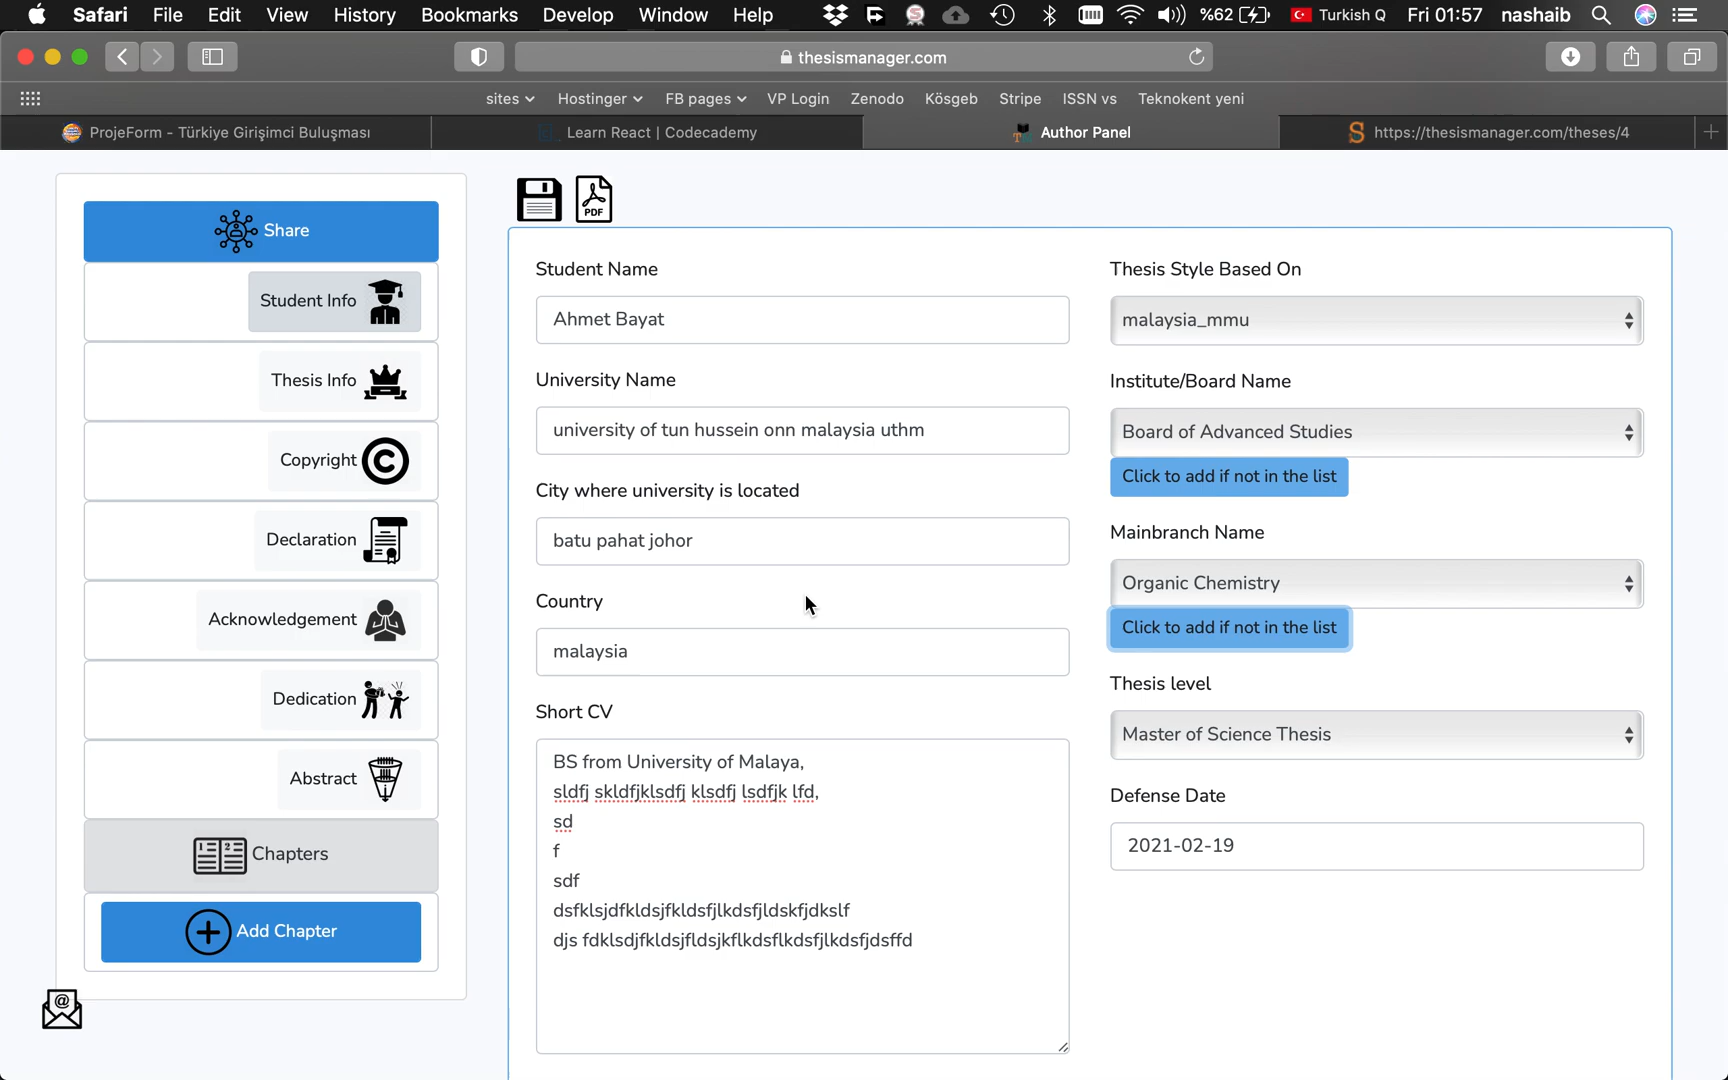 Safari File Edit View History Bookmarks Develop Window Help %62 Turkish Q Fri 01:57 nashaib
thesismanager.com
sites Hostinger FB pages VP Login Zenodo Kösgeb Stripe ISSN vs Teknokent yeni
ProjeForm - Türkiye Girişimci Buluşması Learn React | Codecademy Author Panel S https://thesismanager.com/theses/4
Share
Student Info
Thesis Info
Copyright
Declaration
Acknowledgement
Dedication
Abstract
1 2 Chapters
Add Chapter
@
PDF
Student Name
Ahmet Bayat
University Name
university of tun hussein onn malaysia uthm
City where university is located
batu pahat johor
Country
malaysia
Short CV
BS from University of Malaya,
sldfj skldfjklsdfj klsdfj lsdfjk lfd,
sd
f
sdf
dsfklsjdfkldsjfkldsfjlkdsfjldskfjdkslf
djs fdklsdjfkldsjfldsjkflkdsflkdsfjlkdsfjdsffd
Thesis Style Based On
malaysia_mmu
Institute/Board Name
Board of Advanced Studies
Click to add if not in the list
Mainbranch Name
Organic Chemistry
Click to add if not in the list
Thesis level
Master of Science Thesis
Defense Date
2021-02-19